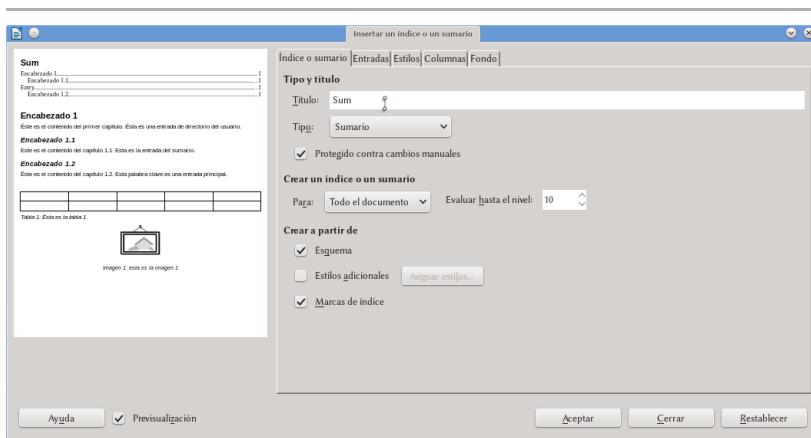 Insertar un índice o un sumario
Sum
Encabezado 1 1
Encabezado 1.1 1
Entry 1
Encabezado 1.2 1
Encabezado 1
Éste es el contenido del primer capítulo. Ésta es una entrada de directorio del usuario.
Encabezado 1.1
Este es el contenido del capítulo 1.1. Esta es la entrada del sumario.
Encabezado 1.2
Éste es el contenido del capítulo 1.2. Esta palabra clave es una entrada principal.
Tabla 1: Ésta es la tabla 1
Imagen 1: esta es la imagen 1
Índice o sumario Entradas Estilos Columnas Fondo
Tipo y título
Título: Sum
Tipo: Sumario
Protegido contra cambios manuales
Crear un índice o un sumario
Para: Todo el documento Evaluar hasta el nivel: 10
Crear a partir de
Esquema
Estilos adicionales Asignar estilos...
Marcas de índice
Ayuda Previsualización Aceptar Cerrar Restablecer